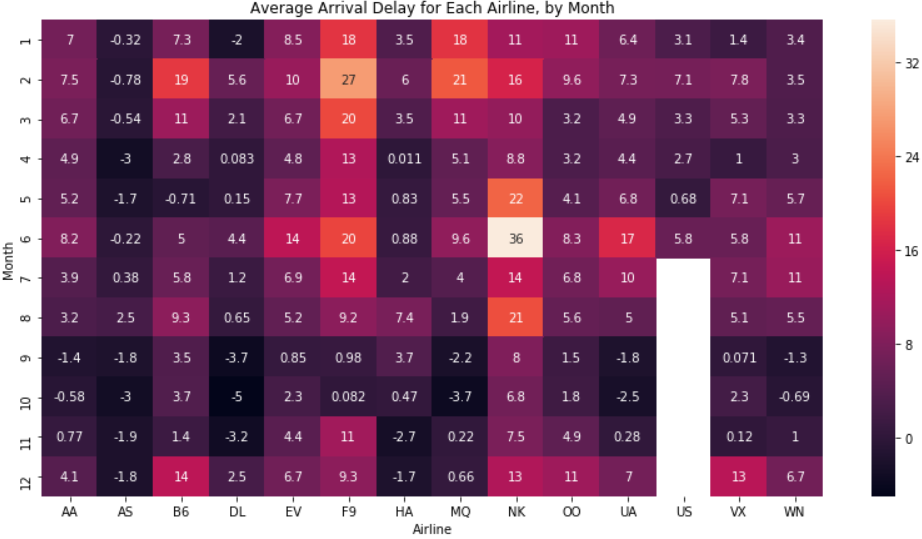 Average Arrival Delay for Each Airline, by Month
1 7 -0.32 7.3 -2 8.5 18 3.5 18 11 11 6.4 3.1 1.4 3.4
2 7.5 -0.78 19 5.6 10 27 6 21 16 9.6 7.3 7.1 7.8 3.5
3 6.7 -0.54 11 2.1 6.7 20 3.5 11 10 3.2 4.9 3.3 5.3 3.3
4 4.9 -3 2.8 0.083 4.8 13 0.011 5.1 8.8 3.2 4.4 2.7 1 3
5 5.2 -1.7 -0.71 0.15 7.7 13 0.83 5.5 22 4.1 6.8 0.68 7.1 5.7
6 8.2 -0.22 5 4.4 14 20 0.88 9.6 36 8.3 17 5.8 5.8 11
7 3.9 0.38 5.8 1.2 6.9 14 2 4 14 6.8 10 7.1 11
8 3.2 2.5 9.3 0.65 5.2 9.2 7.4 1.9 21 5.6 5 5.1 5.5
9 -1.4 -1.8 3.5 -3.7 0.85 0.98 3.7 -2.2 8 1.5 -1.8 0.071 -1.3
10 -0.58 -3 3.7 -5 2.3 0.082 0.47 -3.7 6.8 1.8 -2.5 2.3 -0.69
11 0.77 -1.9 1.4 -3.2 4.4 11 -2.7 0.22 7.5 4.9 0.28 0.12 1
12 4.1 -1.8 14 2.5 6.7 9.3 -1.7 0.66 13 11 7 13 6.7
AA AS B6 DL EV F9 HA MQ NK OO UA US VX WN
Airline
Month
32
24
16
8
0